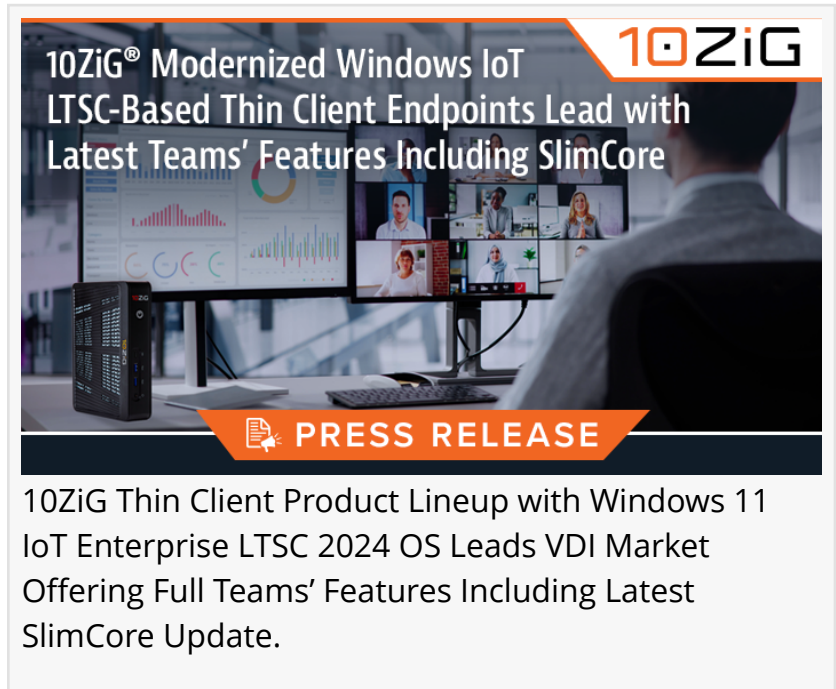 10ZiG
10ZiG® Modernized Windows IoT
LTSC-Based Thin Client Endpoints Lead with
Latest Teams’ Features Including SlimCore
10ZiG
10ZiG
PRESS RELEASE
10ZiG Thin Client Product Lineup with Windows 11
IoT Enterprise LTSC 2024 OS Leads VDI Market
Offering Full Teams’ Features Including Latest
SlimCore Update.